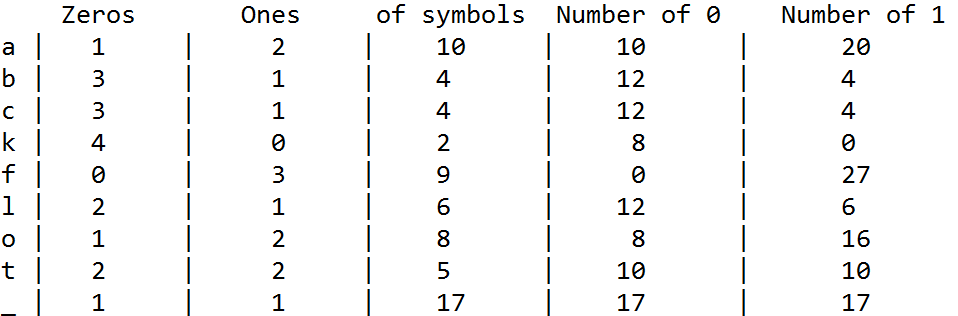 Zeros Ones of symbols Number of 0 Number of 1
a | 1 | 2 | 10 | 10 | 20
b | 3 | 1 | 4 | 12 | 4
c | 3 | 1 | 4 | 12 | 4
k | 4 | 0 | 2 | 8 | 0
f | 0 | 3 | 9 | 0 | 27
l | 2 | 1 | 6 | 12 | 6
o | 1 | 2 | 8 | 8 | 16
t | 2 | 2 | 5 | 10 | 10
_ | 1 | 1 | 17 | 17 | 17